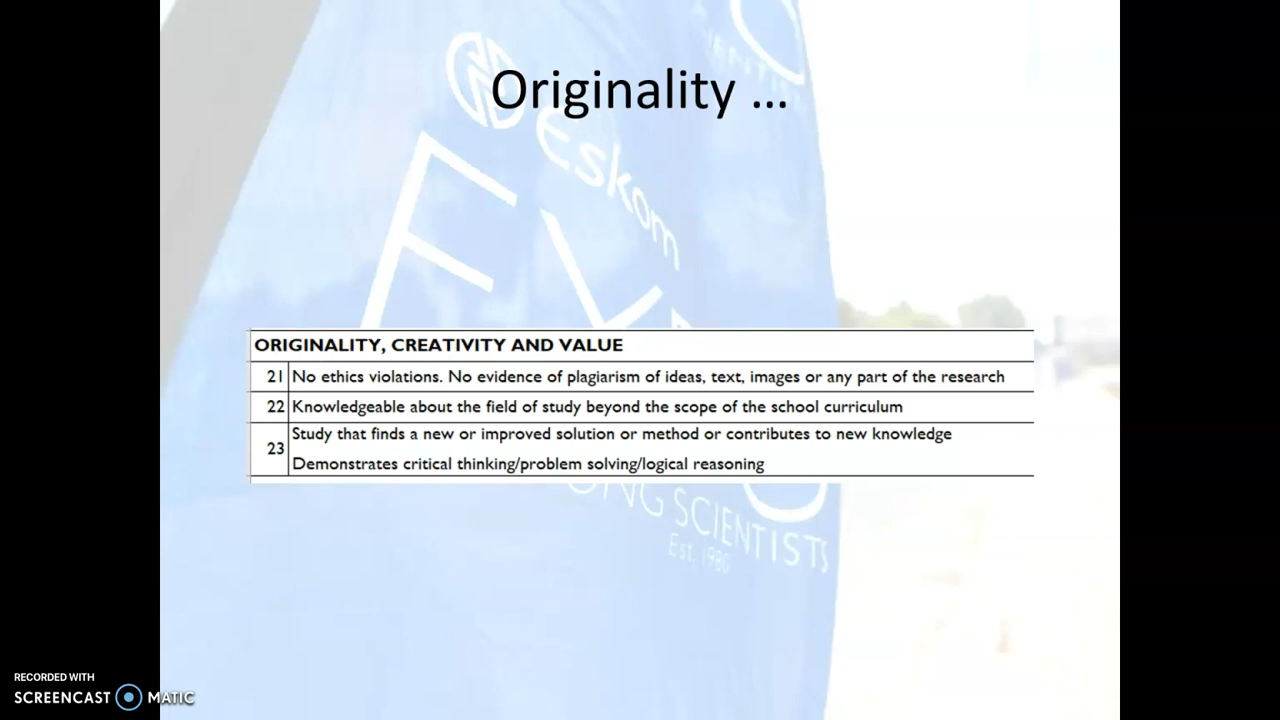 Originality ...
Eskom
ORIGINALITY, CREATIVITY AND VALUE
21 No ethics violations. No evidence of plagiarism of ideas, text, images or any part of the research
22 Knowledgeable about the field of study beyond the scope of the school curriculum
23 Study that finds a new or improved solution or method or contributes to new knowledge
Demonstrates critical thinking/problem solving/logical reasoning
SCIENTISTS
Est. 1980
RECORDED WITH
SCREENCAST MATIC